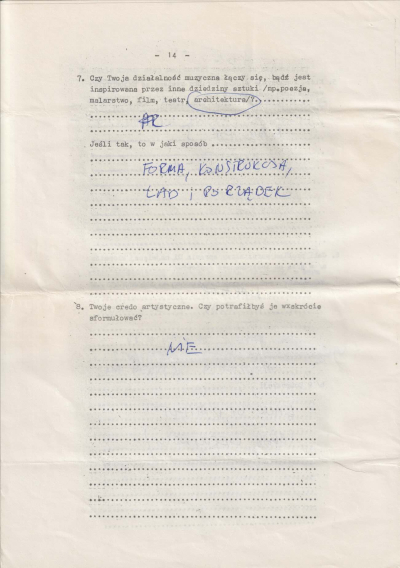 - 14 -
7. Czy Twoja działalność muzyczna łączy się, bądź jest
inspirowana przez inne dziedziny sztuki /np.poezja,
malarstwo, film, teatr, architektura/?
AR
Jeśli tak, to w jaki sposób
FORMA, KONSTRUKCJA,
ŁAD I PORZĄDEK
8. Twoje credo artystyczne. Czy potrafiłbyś je wskrócie
sformułować?
NIE